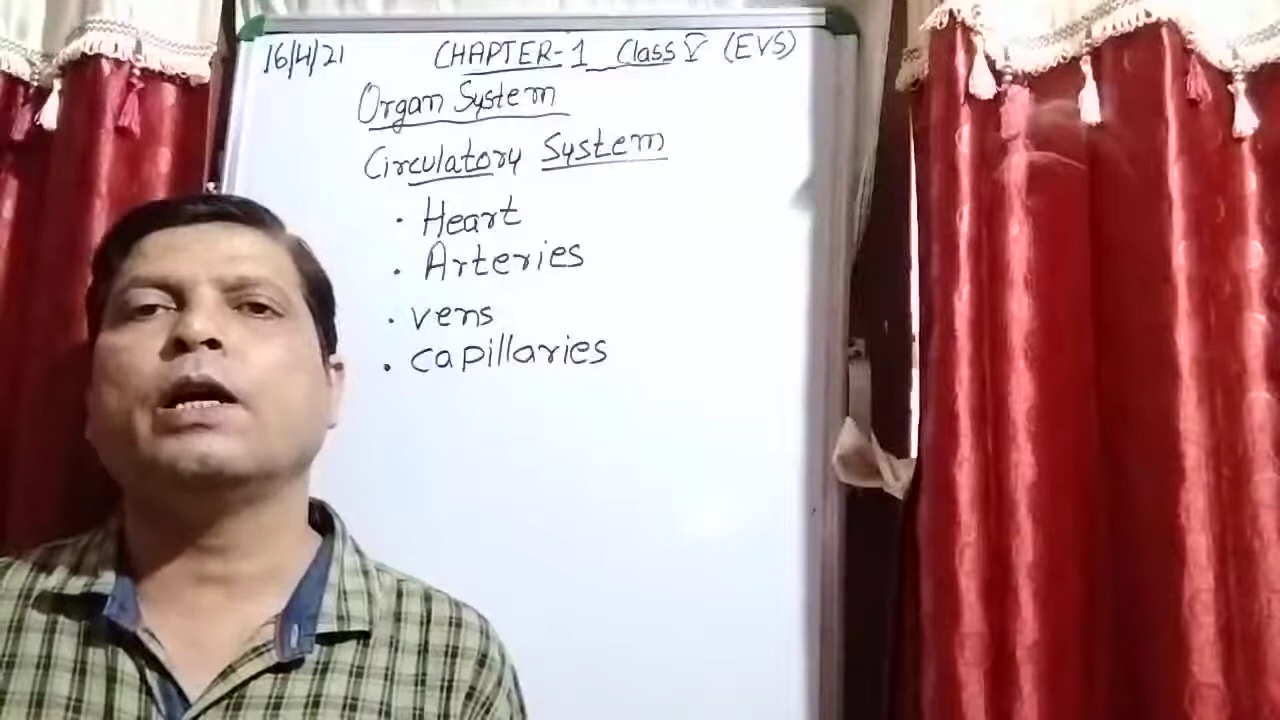 16/4/21 CHAPTER-1 Class V (EVS)
Organ System
Circulatory System
• Heart
• Arteries
• vens
• capillaries